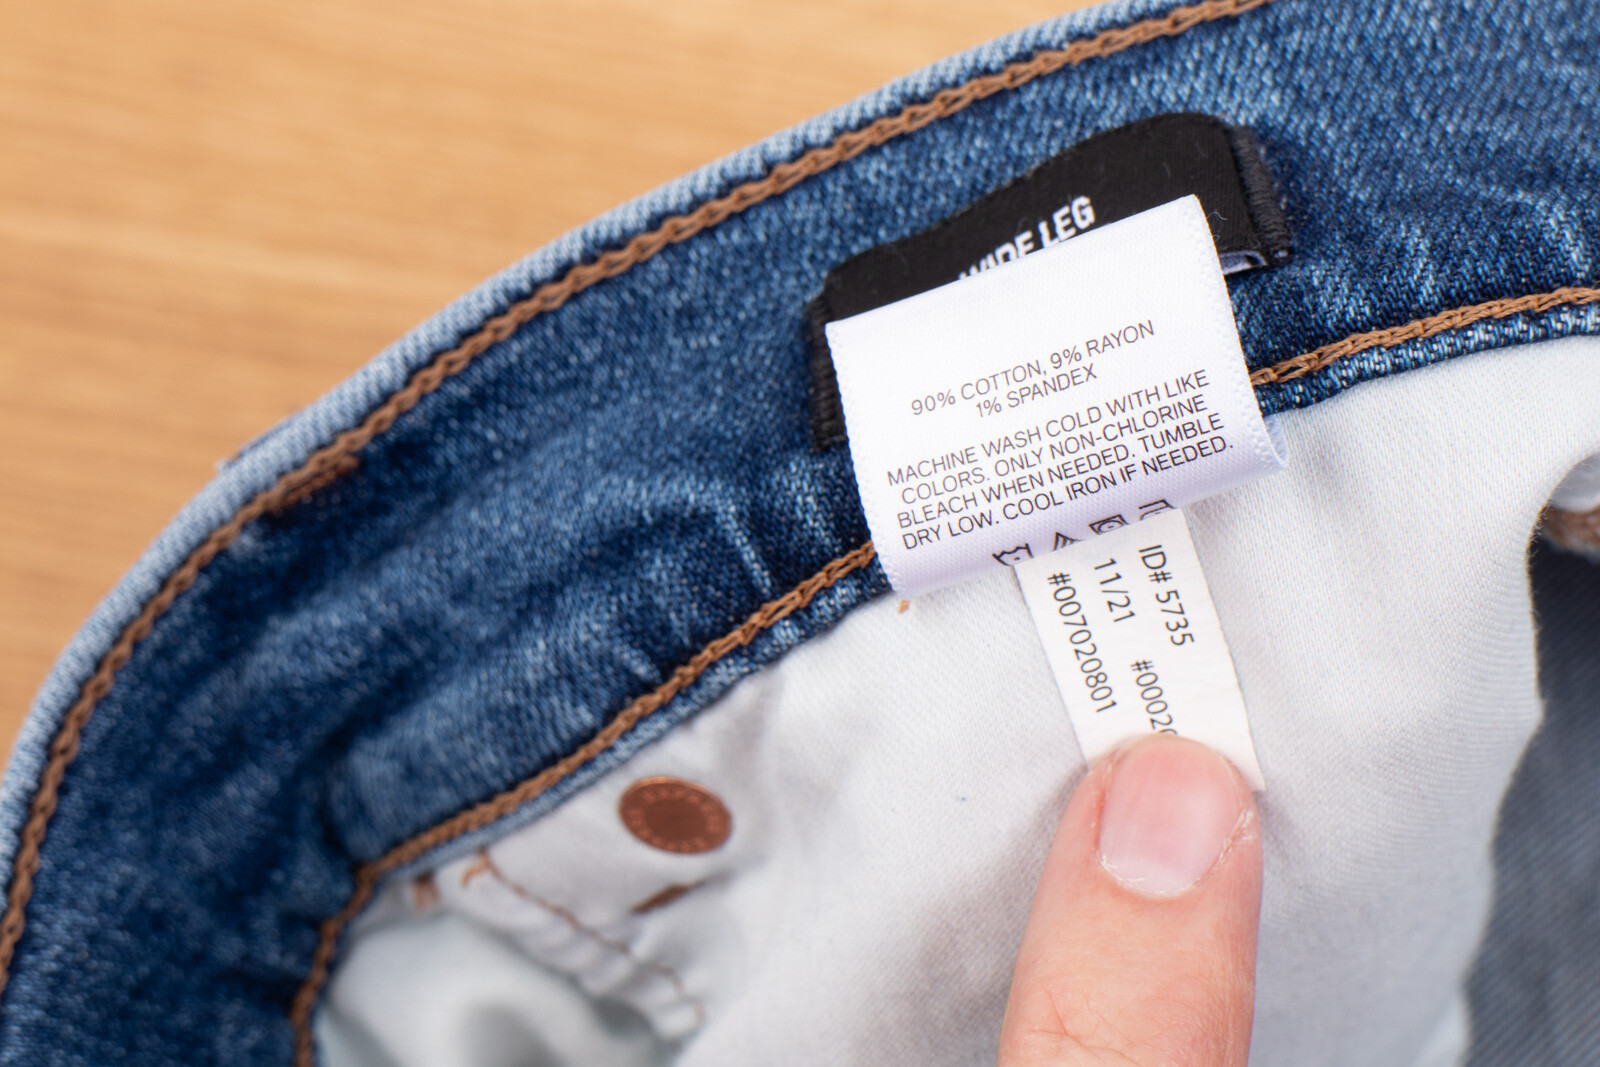 WIDE LEG
90% COTTON, 9% RAYON
1% SPANDEX
MACHINE WASH COLD WITH LIKE
COLORS. ONLY NON-CHLORINE
BLEACH WHEN NEEDED. TUMBLE
DRY LOW. COOL IRON IF NEEDED.
ID# 5735
11/21
#007020801